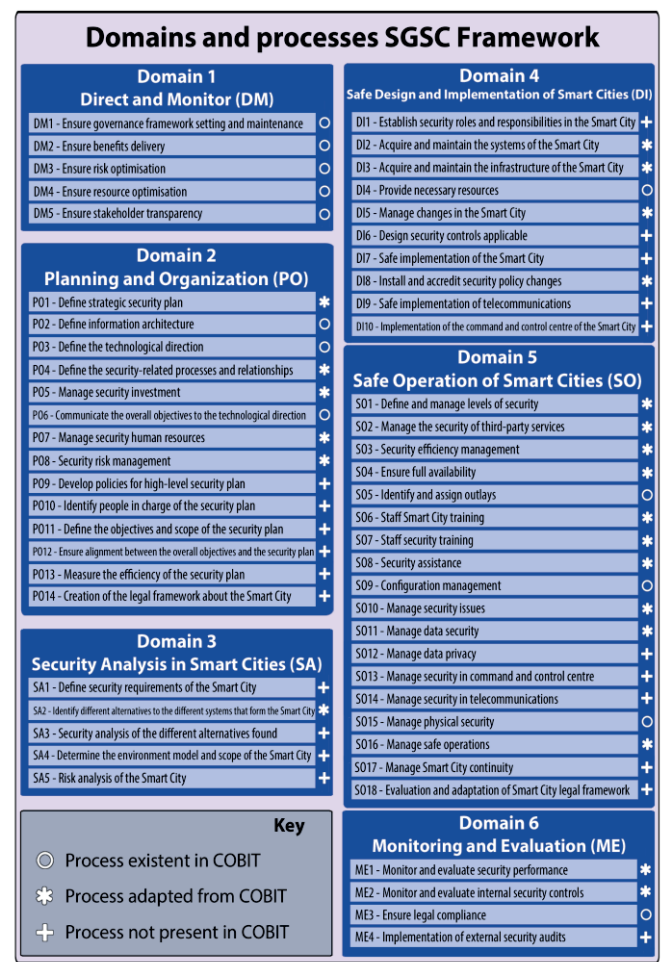 Domains and processes SGSC Framework
Domain 1
Direct and Monitor (DM)
DM1 - Ensure governance framework setting and maintenance
DM2 - Ensure benefits delivery
DM3 - Ensure risk optimisation
DM4 - Ensure resource optimisation
DM5 - Ensure stakeholder transparency
Domain 2
Planning and Organization (PO)
PO1 - Define strategic security plan
PO2 - Define information architecture
PO3 - Define the technological direction
PO4 - Define the security-related processes and relationships
PO5 - Manage security investment
PO6 - Communicate the overall objectives to the technological direction
PO7 - Manage security human resources
PO8 - Security risk management
PO9 - Develop policies for high-level security plan
PO10 - Identify people in charge of the security plan
PO11 - Define the objectives and scope of the security plan
PO12 - Ensure alignment between the overall objectives and the security plan
PO13 - Measure the efficiency of the security plan
PO14 - Creation of the legal framework about the Smart City
Domain 3
Security Analysis in Smart Cities (SA)
SA1 - Define security requirements of the Smart City
SA2 - Identify different alternatives to the different systems that form the Smart City
SA3 - Security analysis of the different alternatives found
SA4 - Determine the environment model and scope of the Smart City
SA5 - Risk analysis of the Smart City
Key
Process existent in COBIT
Process adapted from COBIT
Process not present in COBIT
Domain 4
Safe Design and Implementation of Smart Cities (DI)
DI1 - Establish security roles and responsibilities in the Smart City
DI2 - Acquire and maintain the systems of the Smart City
DI3 - Acquire and maintain the infrastructure of the Smart City
DI4 - Provide necessary resources
DI5 - Manage changes in the Smart City
DI6 - Design security controls applicable
DI7 - Safe implementation of the Smart City
DI8 - Install and accredit security policy changes
DI9 - Safe implementation of telecommunications
DI10 - Implementation of the command and control centre of the Smart City
Domain 5
Safe Operation of Smart Cities (SO)
SO1 - Define and manage levels of security
SO2 - Manage the security of third-party services
SO3 - Security efficiency management
SO4 - Ensure full availability
SO5 - Identify and assign outlays
SO6 - Staff Smart City training
SO7 - Staff security training
SO8 - Security assistance
SO9 - Configuration management
SO10 - Manage security issues
SO11 - Manage data security
SO12 - Manage data privacy
SO13 - Manage security in command and control centre
SO14 - Manage security in telecommunications
SO15 - Manage physical security
SO16 - Manage safe operations
SO17 - Manage Smart City continuity
SO18 - Evaluation and adaptation of Smart City legal framework
Domain 6
Monitoring and Evaluation (ME)
ME1 - Monitor and evaluate security performance
ME2 - Monitor and evaluate internal security controls
ME3 - Ensure legal compliance
ME4 - Implementation of external security audits